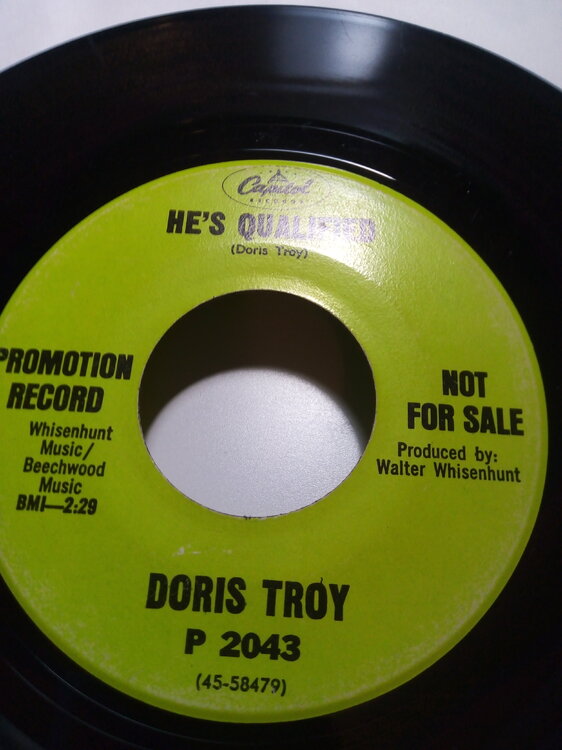 Capitol
RECORDS
HE'S QUALIFIED
(Doris Troy)
PROMOTION
RECORD
Whisenhunt
Music/
Beechwood
Music
BMI—2:29
NOT
FOR SALE
Produced by:
Walter Whisenhunt
DORIS TROY
P 2043
(45-58479)